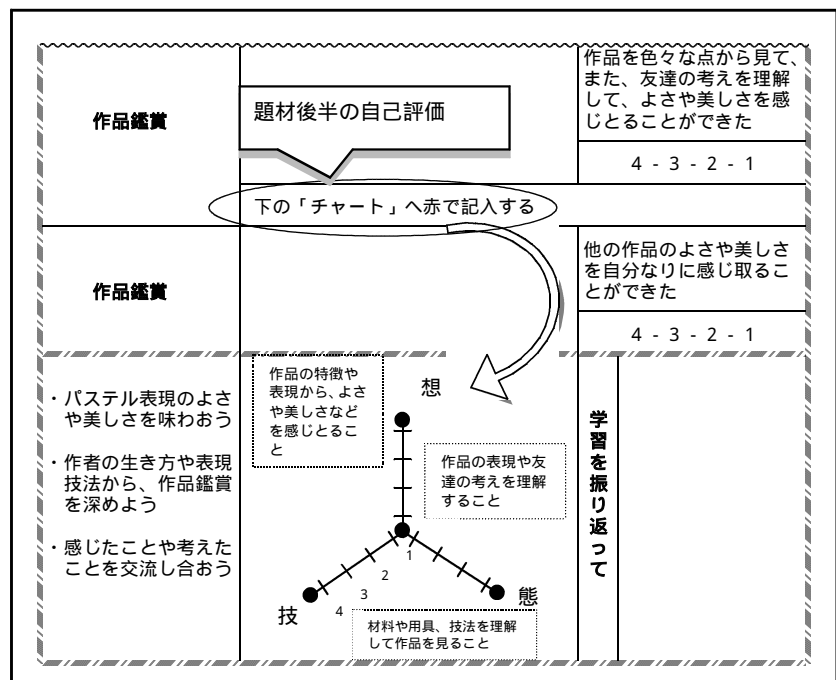 作品鑑賞
題材後半の自己評価
作品を色々な点から見て、
また、友達の考えを理解
して、よさや美しさを感
じとることができた
4 - 3 - 2 - 1
下の「チャート」へ赤で記入する
作品鑑賞
他の作品のよさや美しさ
を自分なりに感じ取るこ
とができた
4 - 3 - 2 - 1
・パステル表現のよさ
や美しさを味わおう
・作者の生き方や表現
技法から、作品鑑賞
を深めよう
・感じたことや考えた
ことを交流し合おう
作品の特徴や
表現から、よさ
や美しさなど
を感じとるこ
と
想
作品の表現や友
達の考えを理解
すること
1
2
3
4
技
態
材料や用具、技法を理解
して作品を見ること
学習を振り返って